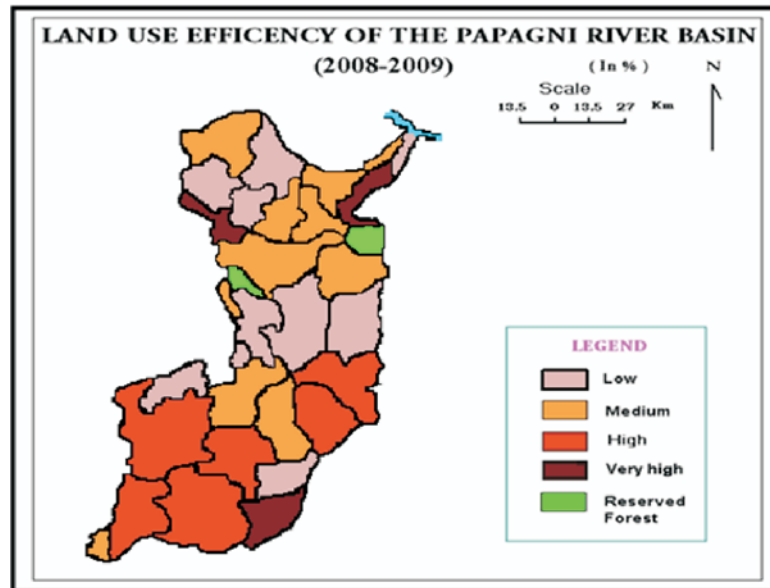 LAND USE EFFICENCY OF THE PAPAGNI RIVER BASIN
(2008-2009) (In %) N
Scale
13.5 0 13.5 27 Km
LEGEND
Low
Medium
High
Very high
Reserved
Forest